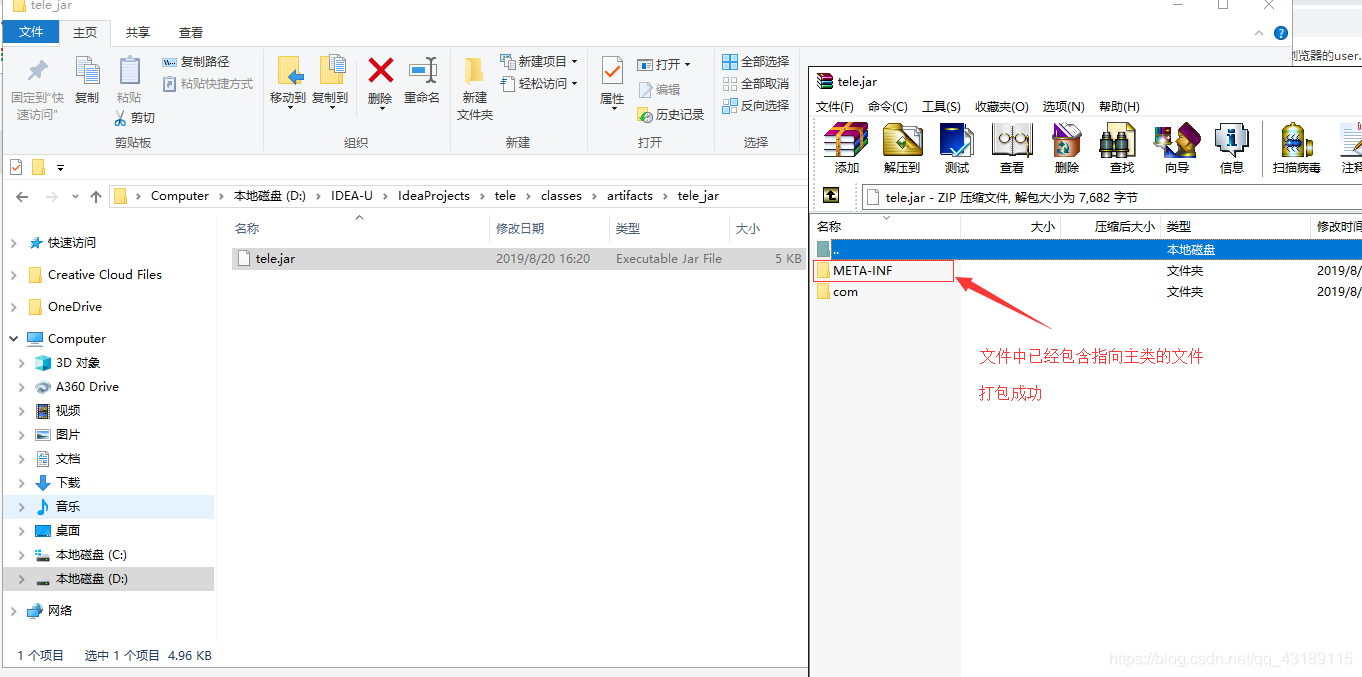 tele_jar
文件 主页 共享 查看
固定到“快速访问” 复制 粘贴 复制路径 粘贴快捷方式 剪切
移动到 复制到 删除 重命名
新建文件夹 新建项目 轻松访问
属性 打开 编辑 历史记录
全部选择 全部取消 反向选择
剪贴板 组织 新建 打开 选择
Computer 本地磁盘 (D:) IDEA-U IdeaProjects tele classes artifacts tele_jar
名称 修改日期 类型 大小
tele.jar 2019/8/20 16:20 Executable Jar File 5 KB
快速访问
Creative Cloud Files
OneDrive
Computer
3D 对象
A360 Drive
视频
图片
文档
下载
音乐
桌面
本地磁盘 (C:)
本地磁盘 (D:)
网络
1 个项目 选中 1 个项目 4.96 KB
浏览器的user.
tele.jar
文件(F) 命令(C) 工具(S) 收藏夹(O) 选项(N) 帮助(H)
添加 解压到 测试 查看 删除 查找 向导 信息 扫描病毒 注释
tele.jar - ZIP 压缩文件, 解包大小为 7,682 字节
名称 大小 压缩后大小 类型 修改时间
.. 本地磁盘
META-INF 文件夹 2019/8/
com 文件夹 2019/8/
文件中已经包含指向主类的文件
打包成功
https://blog.csdn.net/qq_43189115